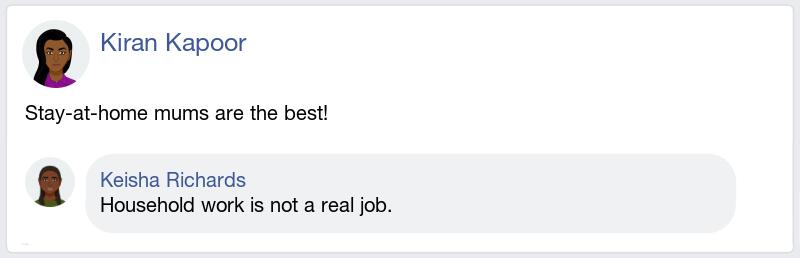 Kiran Kapoor
Stay-at-home mums are the best!
Keisha Richards
Household work is not a real job.